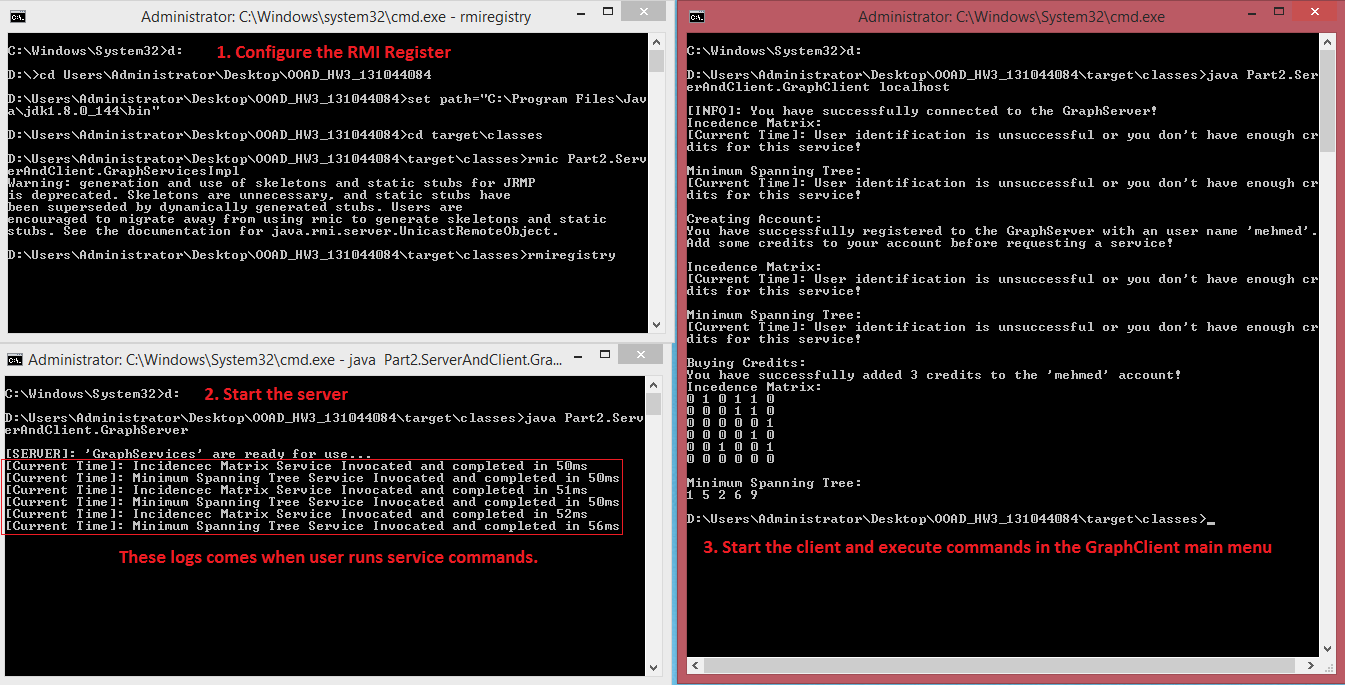 Administrator: C:\Windows\system32\cmd.exe - rmiregistry
C:\Windows\System32>d:
1. Configure the RMI Register
D:\>cd Users\Administrator\Desktop\OOAD_HW3_131044084
D:\Users\Administrator\Desktop\OOAD_HW3_131044084>set path="C:\Program Files\Jav
a\jdk1.8.0_144\bin"
D:\Users\Administrator\Desktop\OOAD_HW3_131044084>cd target\classes
D:\Users\Administrator\Desktop\OOAD_HW3_131044084\target\classes>rmic Part2.Serv
erAndClient.GraphServicesImpl
Warning: generation and use of skeletons and static stubs for JRMP
is deprecated. Skeletons are unnecessary, and static stubs have
been superseded by dynamically generated stubs. Users are
encouraged to migrate away from using rmic to generate skeletons and static
stubs. See the documentation for java.rmi.server.UnicastRemoteObject.
D:\Users\Administrator\Desktop\OOAD_HW3_131044084\target\classes>rmiregistry
Administrator: C:\Windows\System32\cmd.exe - java Part2.ServerAndClient.Gra...
C:\Windows\System32>d:
2. Start the server
D:\Users\Administrator\Desktop\OOAD_HW3_131044084\target\classes>java Part2.Serv
erAndClient.GraphServer
[SERVER]: 'GraphServices' are ready for use...
[Current Time]: Incidencec Matrix Service Invocated and completed in 50ms
[Current Time]: Minimum Spanning Tree Service Invocated and completed in 50ms
[Current Time]: Incidencec Matrix Service Invocated and completed in 51ms
[Current Time]: Minimum Spanning Tree Service Invocated and completed in 50ms
[Current Time]: Incidencec Matrix Service Invocated and completed in 52ms
[Current Time]: Minimum Spanning Tree Service Invocated and completed in 56ms
These logs comes when user runs service commands.
Administrator: C:\Windows\System32\cmd.exe
C:\Windows\System32>d:
D:\Users\Administrator\Desktop\OOAD_HW3_131044084\target\classes>java Part2.Serv
erAndClient.GraphClient localhost
[INFO]: You have successfully connected to the GraphServer!
Incedence Matrix:
[Current Time]: User identification is unsuccessful or you don't have enough cr
dits for this service!
Minimum Spanning Tree:
[Current Time]: User identification is unsuccessful or you don't have enough cr
dits for this service!
Creating Account:
You have successfully registered to the GraphServer with an user name 'mehmed'.
Add some credits to your account before requesting a service!
Incedence Matrix:
[Current Time]: User identification is unsuccessful or you don't have enough cr
dits for this service!
Minimum Spanning Tree:
[Current Time]: User identification is unsuccessful or you don't have enough cr
dits for this service!
Buying Credits:
You have successfully added 3 credits to the 'mehmed' account!
Incedence Matrix:
0 1 0 1 1 0
0 0 0 1 1 0
0 0 0 0 0 1
0 0 0 0 1 0
0 0 1 0 0 1
0 0 0 0 0 0
Minimum Spanning Tree:
1 5 2 6 9
D:\Users\Administrator\Desktop\OOAD_HW3_131044084\target\classes>_
3. Start the client and execute commands in the GraphClient main menu